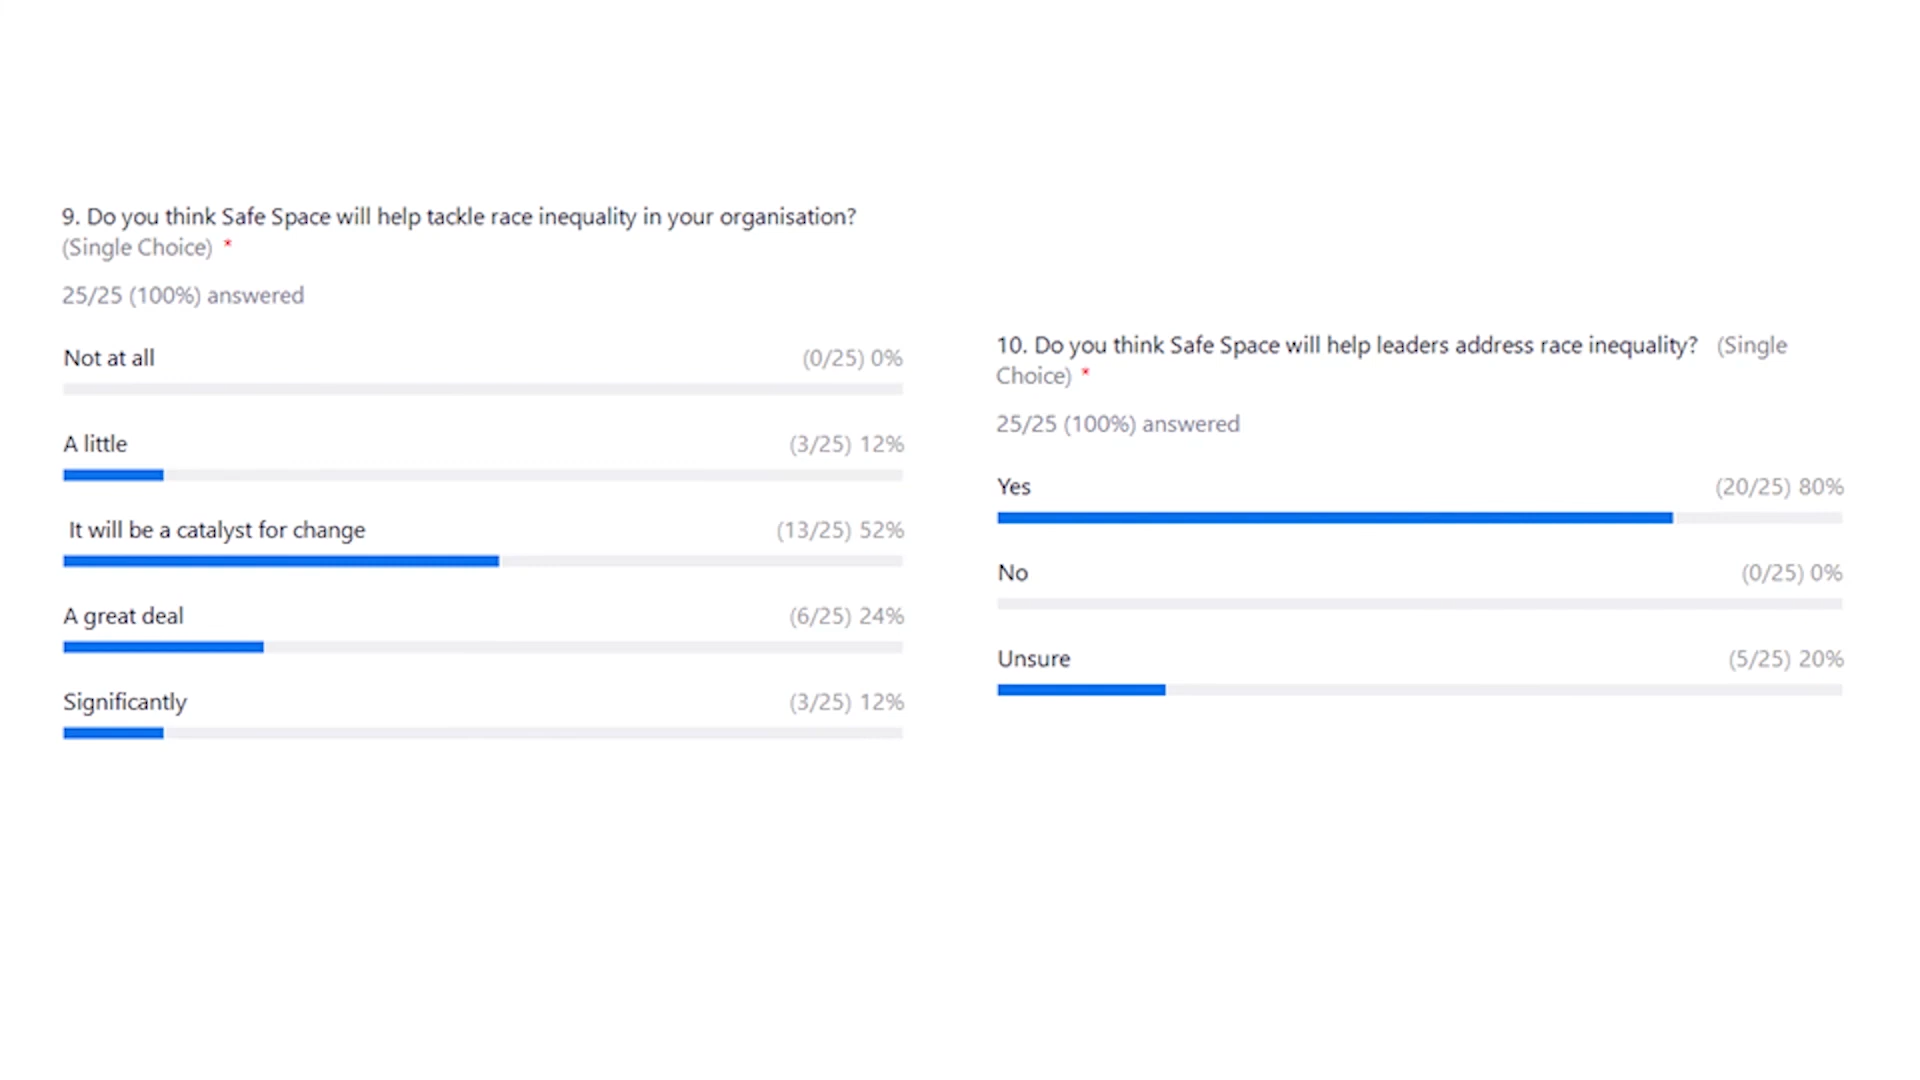 9. Do you think Safe Space will help tackle race inequality in your organisation?
(Single Choice) *
25/25 (100%) answered
Not at all (0/25) 0%
A little (3/25) 12%
It will be a catalyst for change (13/25) 52%
A great deal (6/25) 24%
Significantly (3/25) 12%
10. Do you think Safe Space will help leaders address race inequality? (Single
Choice) *
25/25 (100%) answered
Yes (20/25) 80%
No (0/25) 0%
Unsure (5/25) 20%